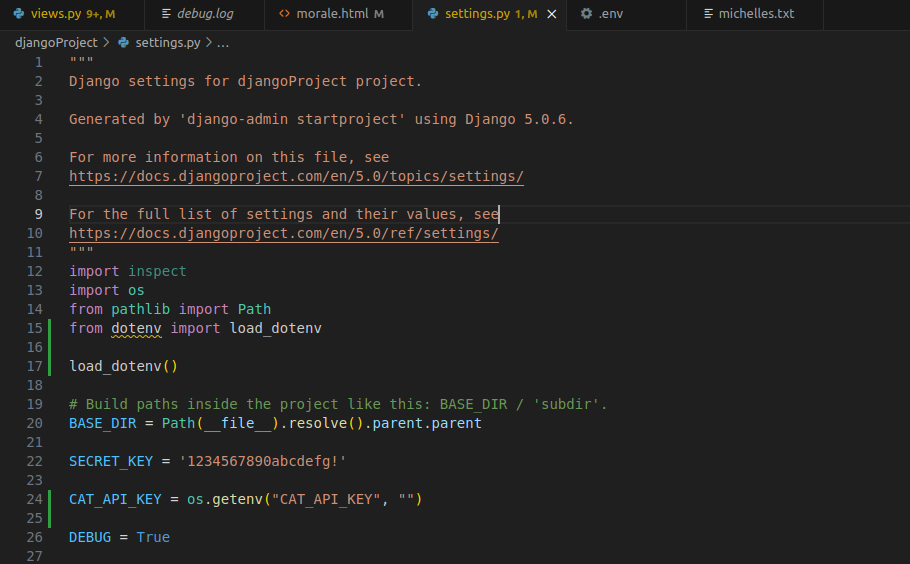 views.py 9+, M debug.log morale.html M settings.py 1, M .env michelles.txt
djangoProject > settings.py > ...
1 """
2 Django settings for djangoProject project.
3
4 Generated by 'django-admin startproject' using Django 5.0.6.
5
6 For more information on this file, see
7 https://docs.djangoproject.com/en/5.0/topics/settings/
8
9 For the full list of settings and their values, see
10 https://docs.djangoproject.com/en/5.0/ref/settings/
11 """
12 import inspect
13 import os
14 from pathlib import Path
15 from dotenv import load_dotenv
16
17 load_dotenv()
18
19 # Build paths inside the project like this: BASE_DIR / 'subdir'.
20 BASE_DIR = Path(__file__).resolve().parent.parent
21
22 SECRET_KEY = '1234567890abcdefg!'
23
24 CAT_API_KEY = os.getenv("CAT_API_KEY", "")
25
26 DEBUG = True
27